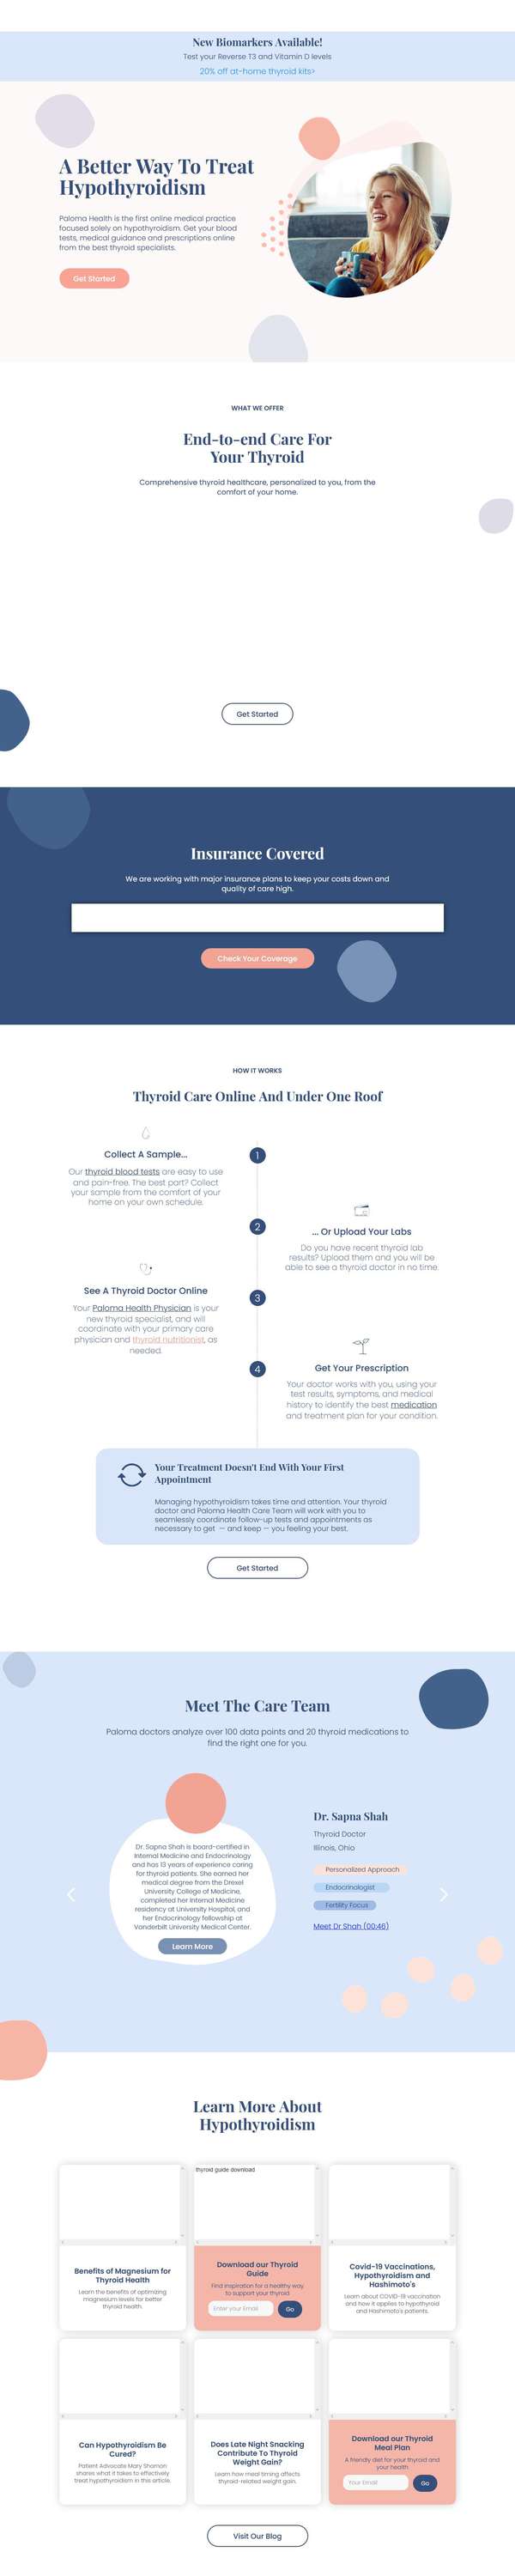 New Biomarkers Available!
Test your Reverse T3 and Vitamin D levels
20% off at-home thyroid kits>
A Better Way To Treat
Hypothyroidism
Paloma Health is the first online medical practice
focused solely on hypothyroidism. Get your blood
tests, medical guidance and prescriptions online
from the best thyroid specialists.
Get Started
WHAT WE OFFER
End-to-end Care For
Your Thyroid
Comprehensive thyroid healthcare, personalized to you, from the
comfort of your home.
Get Started
Insurance Covered
We are working with major insurance plans to keep your costs down and
quality of care high.
Check Your Coverage
HOW IT WORKS
Thyroid Care Online And Under One Roof
1
Collect A Sample...
Our thyroid blood tests are easy to use
and pain-free. The best part? Collect
your sample from the comfort of your
home on your own schedule.
2
... Or Upload Your Labs
Do you have recent thyroid lab
results? Upload them and you will be
able to see a thyroid doctor in no time.
3
See A Thyroid Doctor Online
Your Paloma Health Physician is your
new thyroid specialist, and will
coordinate with your primary care
physician and thyroid nutritionist, as
needed.
4
Get Your Prescription
Your doctor works with you, using your
test results, symptoms, and medical
history to identify the best medication
and treatment plan for your condition.
Your Treatment Doesn't End With Your First
Appointment
Managing hypothyroidism takes time and attention. Your thyroid
doctor and Paloma Health Care Team will work with you to
seamlessly coordinate follow-up tests and appointments as
necessary to get — and keep — you feeling your best.
Get Started
Meet The Care Team
Paloma doctors analyze over 100 data points and 20 thyroid medications to
find the right one for you.
Dr. Sapna Shah is board-certified in
Internal Medicine and Endocrinology
and has 13 years of experience caring
for thyroid patients. She earned her
medical degree from the Drexel
University College of Medicine,
completed her Internal Medicine
residency at University Hospital, and
her Endocrinology fellowship at
Vanderbilt University Medical Center.
Learn More
Dr. Sapna Shah
Thyroid Doctor
Illinois, Ohio
Personalized Approach
Endocrinologist
Fertility Focus
Meet Dr Shah (00:46)
Learn More About
Hypothyroidism
thyroid guide download
Benefits of Magnesium for
Thyroid Health
Learn the benefits of optimizing
magnesium levels for better
thyroid health.
Download our Thyroid
Guide
Find inspiration for a healthy way
to support your thyroid
Enter your Email
Go
Covid-19 Vaccinations,
Hypothyroidism and
Hashimoto's
Learn about COVID-19 vaccination
and how it applies to hypothyroid
and Hashimoto's patients.
Can Hypothyroidism Be
Cured?
Patient Advocate Mary Shomon
shares what it takes to effectively
treat hypothyroidism in this article.
Does Late Night Snacking
Contribute To Thyroid
Weight Gain?
Learn how meal timing affects
thyroid-related weight gain.
Download our Thyroid
Meal Plan
A friendly diet for your thyroid and
your health
Your Email
Go
Visit Our Blog